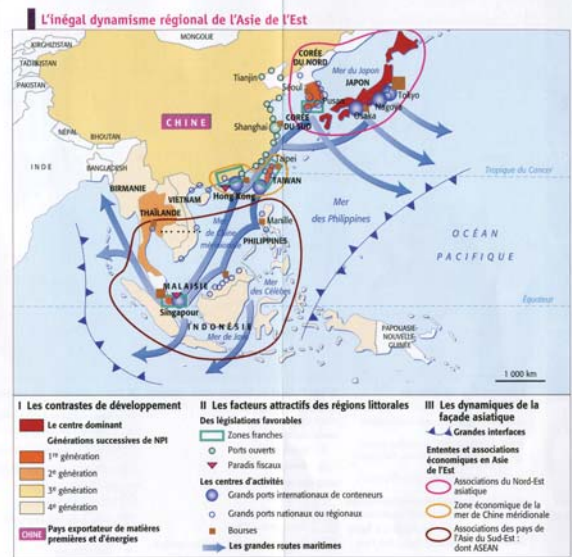 L'inégal dynamisme régional de l'Asie de l'Est
KIRGHIZISTAN
MONGOLIE
TADJIKISTAN
PAKISTAN
CORÉE
DU NORD
Mer du Japon
Tianjin
Séoul
JAPON
Pusan
Tokyo
Nagoya
Osaka
CHINE
CORÉE
DU SUD
Shanghai
NÉPAL
BHOUTAN
INDE
BANGLADESH
Taipei
Tropique du Cancer
BIRMANIE
VIETNAM
Hong Kong
TAIWAN
THAÏLANDE
Mer
de Chine
méridionale
Manille
Mer
des Philippines
PHILIPPINES
OCÉAN
PACIFIQUE
MALAISIE
Mer
des Célèbes
Singapour
Équateur
INDONÉSIE
Mer de Java
PAPOUASIE-
NOUVELLE-
GUINÉE
1 000 km
I Les contrastes de développement
Le centre dominant
Générations successives de NPI
1re génération
2e génération
3e génération
4e génération
CHINE Pays exportateur de matières
premières et d'énergies
II Les facteurs attractifs des régions littorales
Des législations favorables
Zones franches
Ports ouverts
Paradis fiscaux
Les centres d'activités
Grands ports internationaux de conteneurs
Grands ports nationaux ou régionaux
Bourses
Les grandes routes maritimes
III Les dynamiques de la
façade asiatique
Grandes interfaces
Ententes et associations
économiques en Asie
de l'Est
Associations du Nord-Est
asiatique
Zone économique de la
mer de Chine méridionale
Associations des pays de
l'Asie du Sud-Est :
dont ASEAN